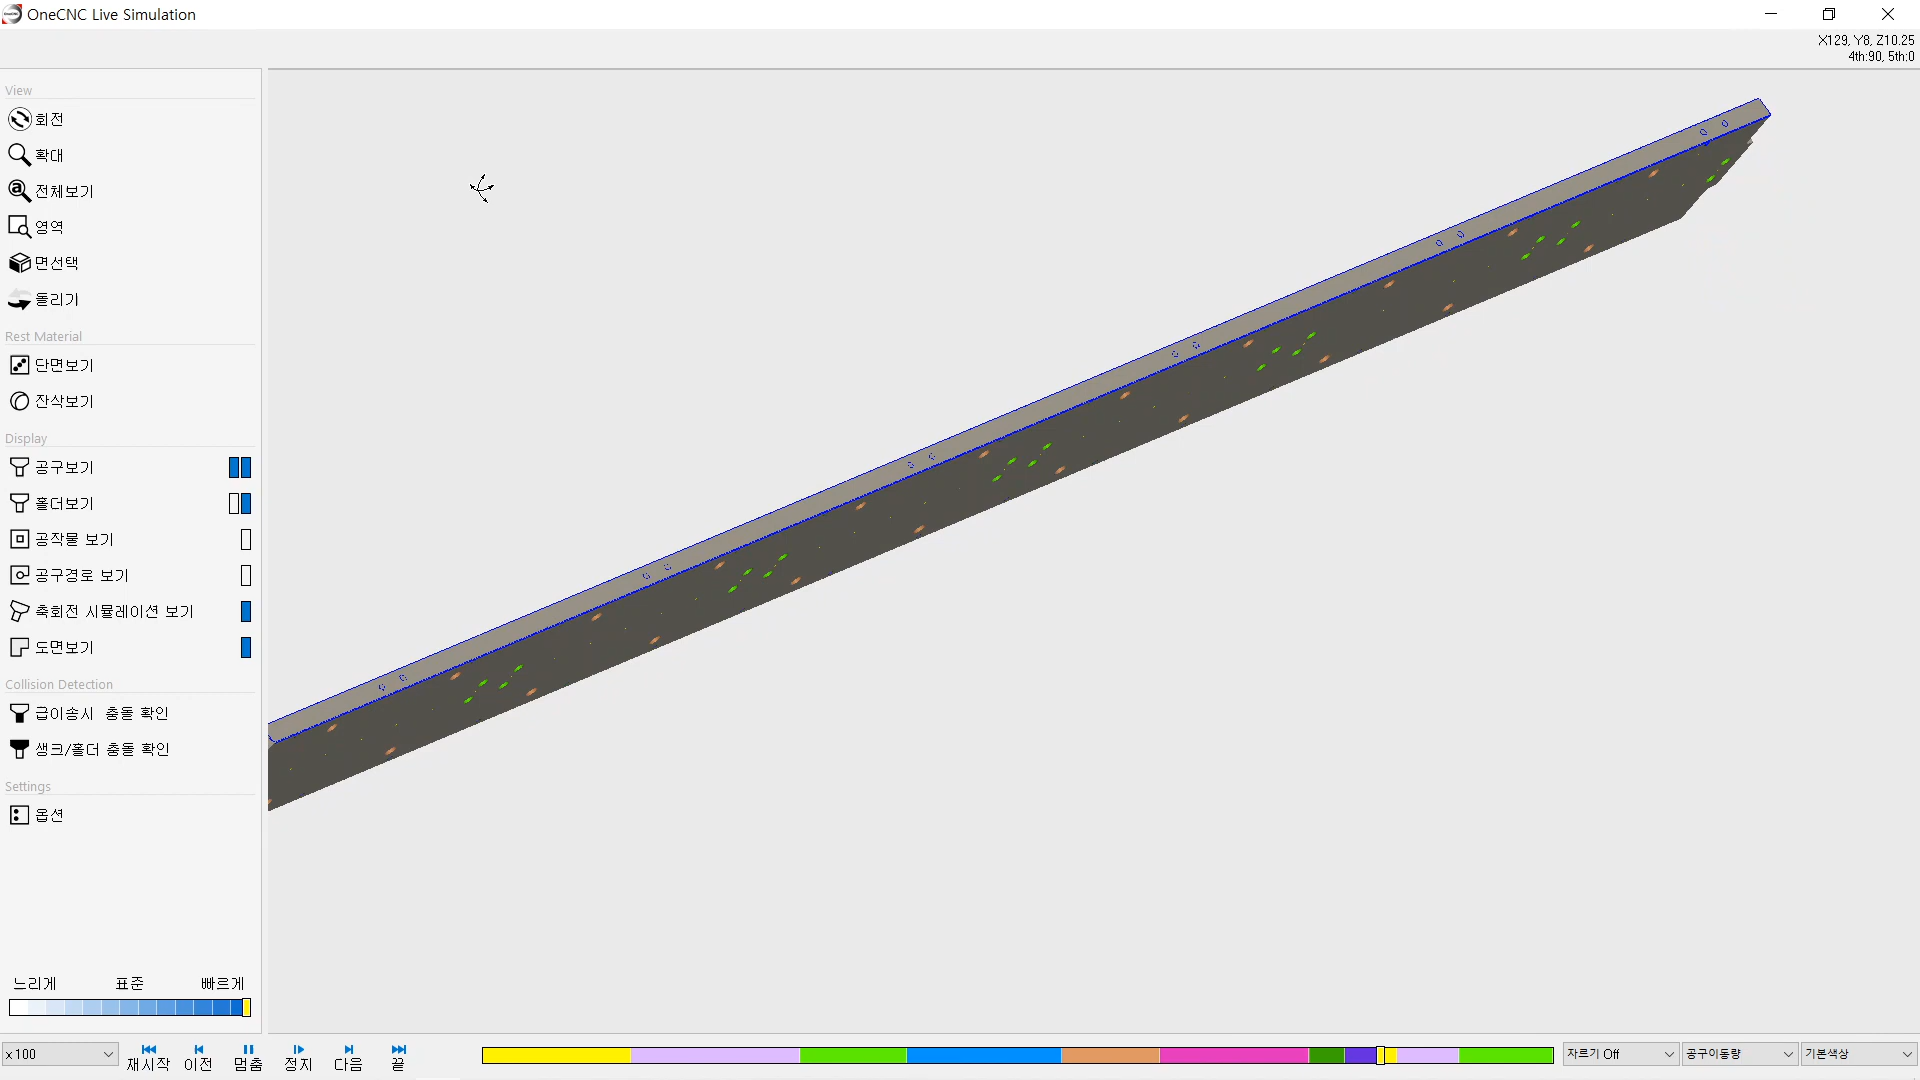 OneCNC Live Simulation
X129, Y8, Z10.25
4th:90, 5th:0
View
회전
확대
전체보기
영역
면선택
돌리기
Rest Material
단면보기
잔삭보기
Display
공구보기
홀더보기
공작물 보기
공구경로 보기
축회전 시뮬레이션 보기
도면보기
Collision Detection
급이송시 충돌 확인
생크/홀더 충돌 확인
Settings
옵션
느리게 표준 빠르게
x100
재시작 이전 멈춤 정지 다음 끝
자르기 Off 공구이동량 기본색상